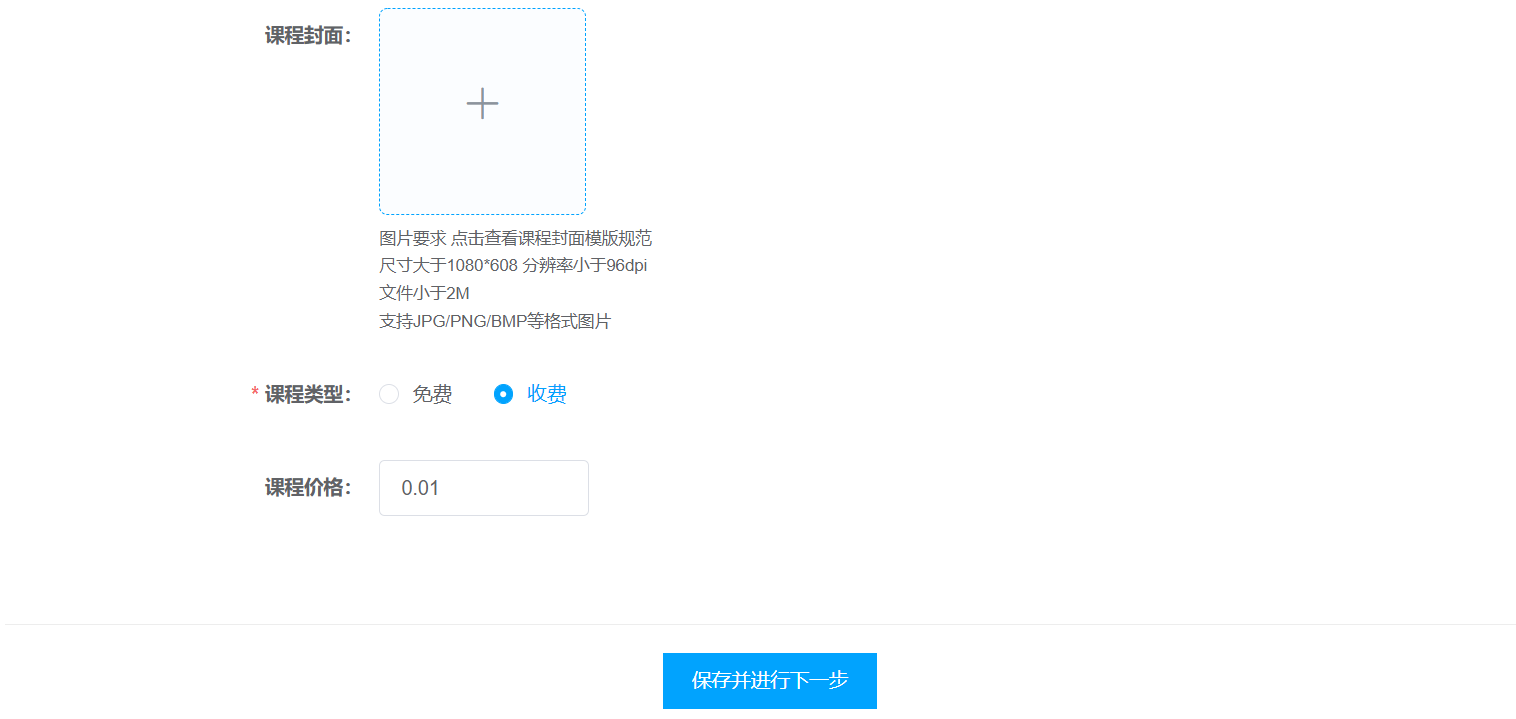 课程封面：
图片要求 点击查看课程封面模版规范
尺寸大于1080*608 分辨率小于96dpi
文件小于2M
支持JPG/PNG/BMP等格式图片
* 课程类型： 免费 收费
课程价格： 0.01
保存并进行下一步